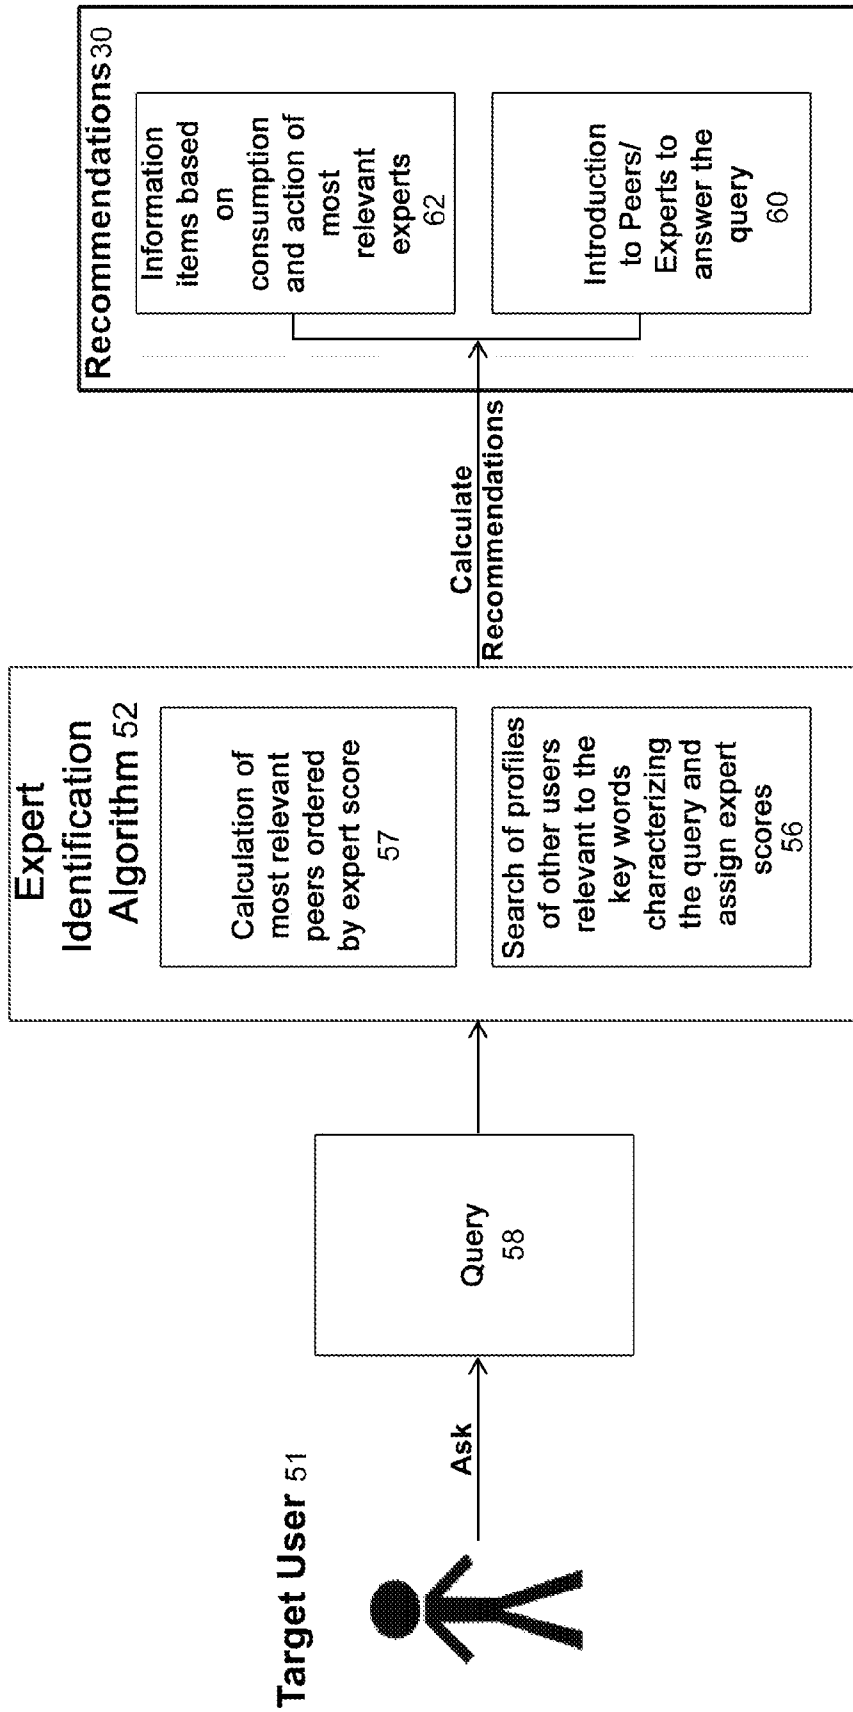 Target User 51
Ask
Query
58
Expert
Identification
Algorithm 52
Calculation of
most relevant
peers ordered
by expert score
57
Search of profiles
of other users
relevant to the
key words
characterizing
the query and
assign expert
scores
56
Calculate
Recommendations
Recommendations 30
Information
items based
on
consumption
and action of
most
relevant
experts
62
Introduction
to Peers/
Experts to
answer the
query
60